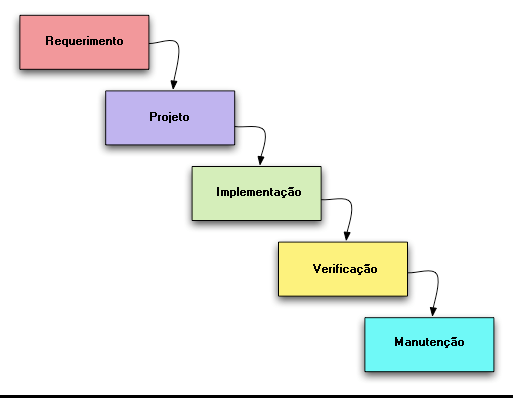 Requerimento
Projeto
Implementação
Verificação
Manutenção